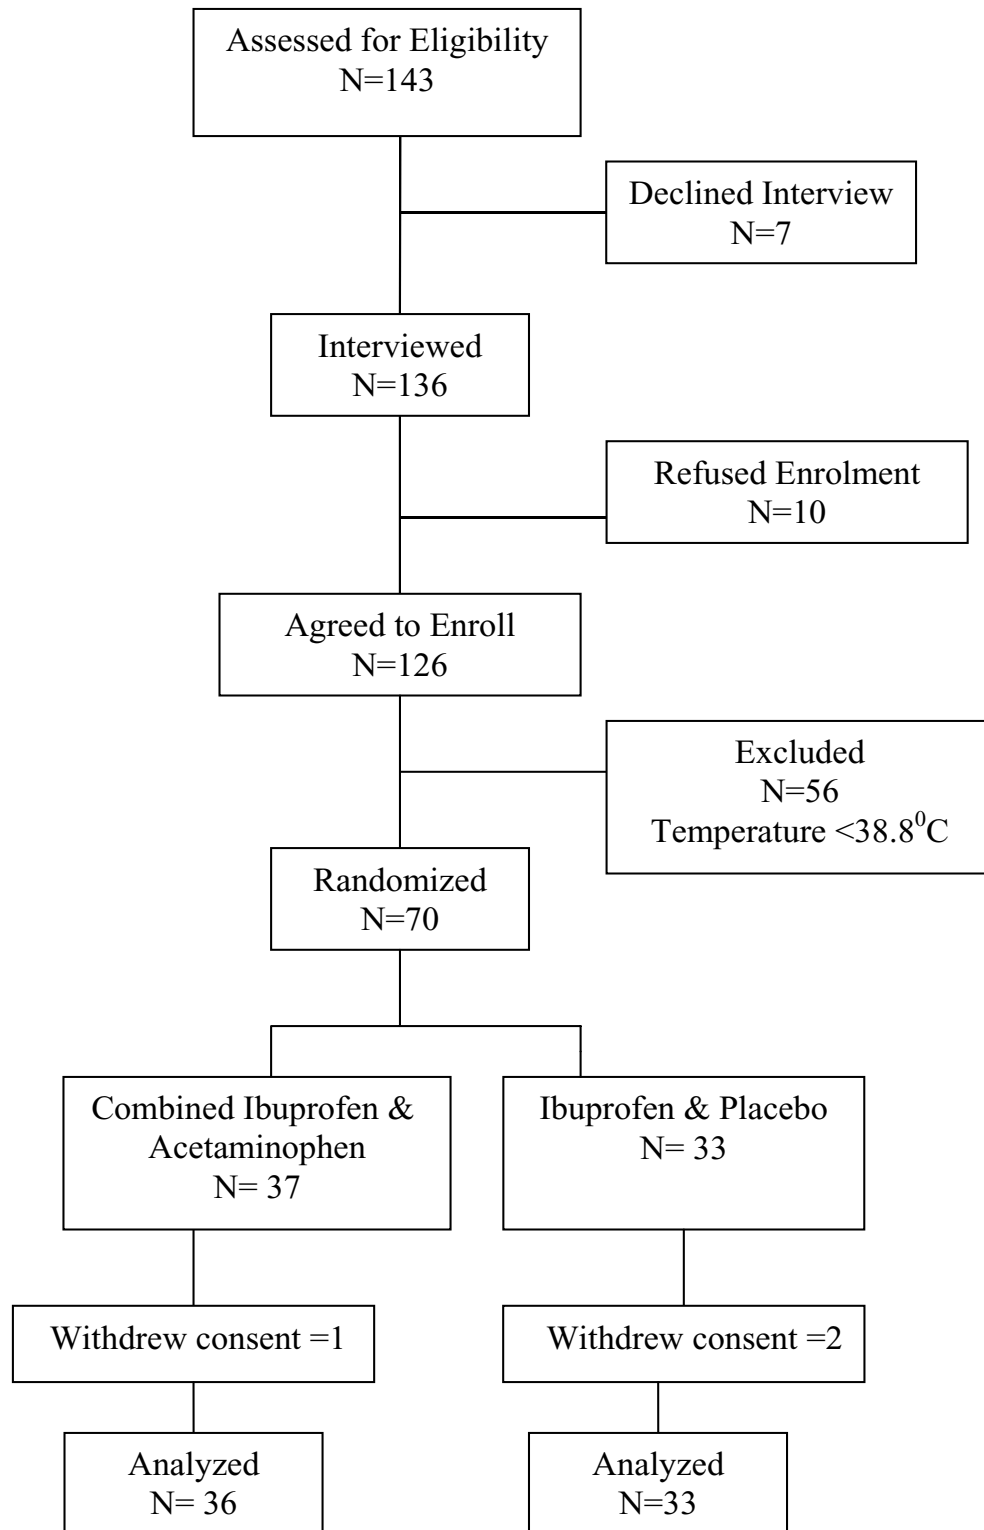 Assessed for Eligibility
N=143
Declined Interview
N=7
Interviewed
N=136
Refused Enrolment
N=10
Agreed to Enroll
N=126
Excluded
N=56
Temperature <38.8⁰C
Randomized
N=70
Combined Ibuprofen &
Acetaminophen
N= 37
Ibuprofen & Placebo
N= 33
Withdrew consent =1
Withdrew consent =2
Analyzed
N= 36
Analyzed
N=33